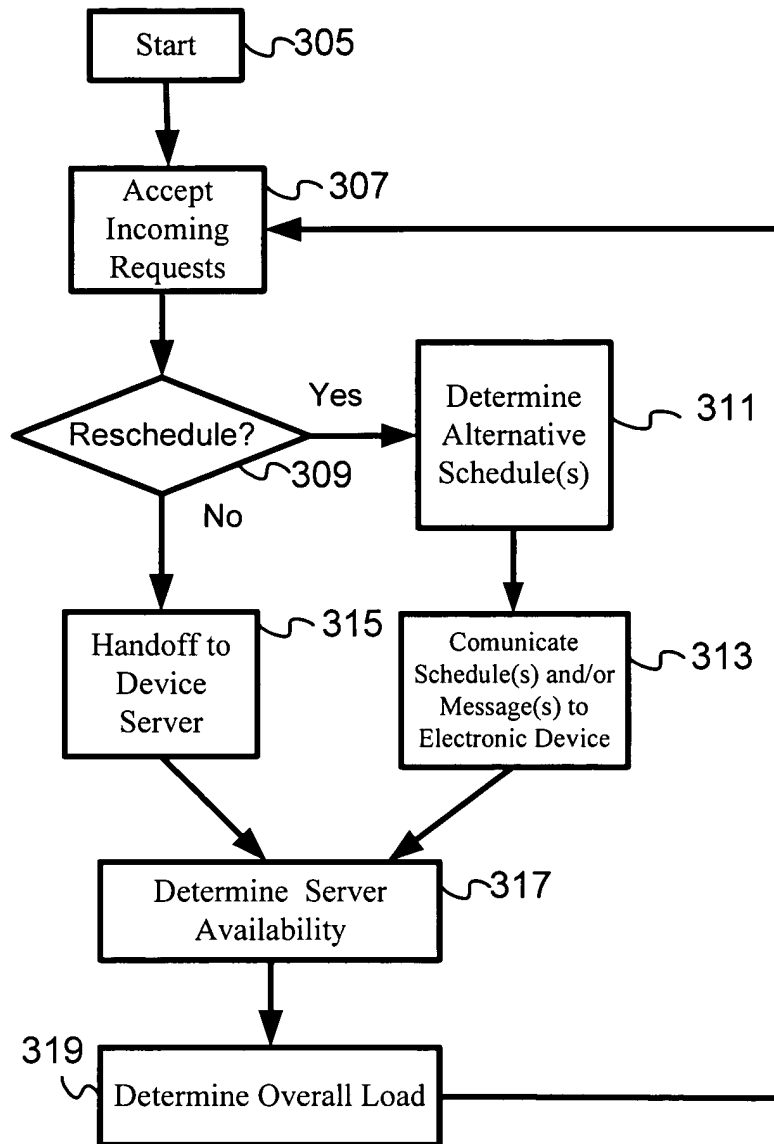 Start
305
Accept
Incoming
Requests
307
Reschedule?
309
Yes
No
Determine
Alternative
Schedule(s)
311
Handoff to
Device
Server
315
Comunicate
Schedule(s) and/or
Message(s) to
Electronic Device
313
Determine Server
Availability
317
319
Determine Overall Load